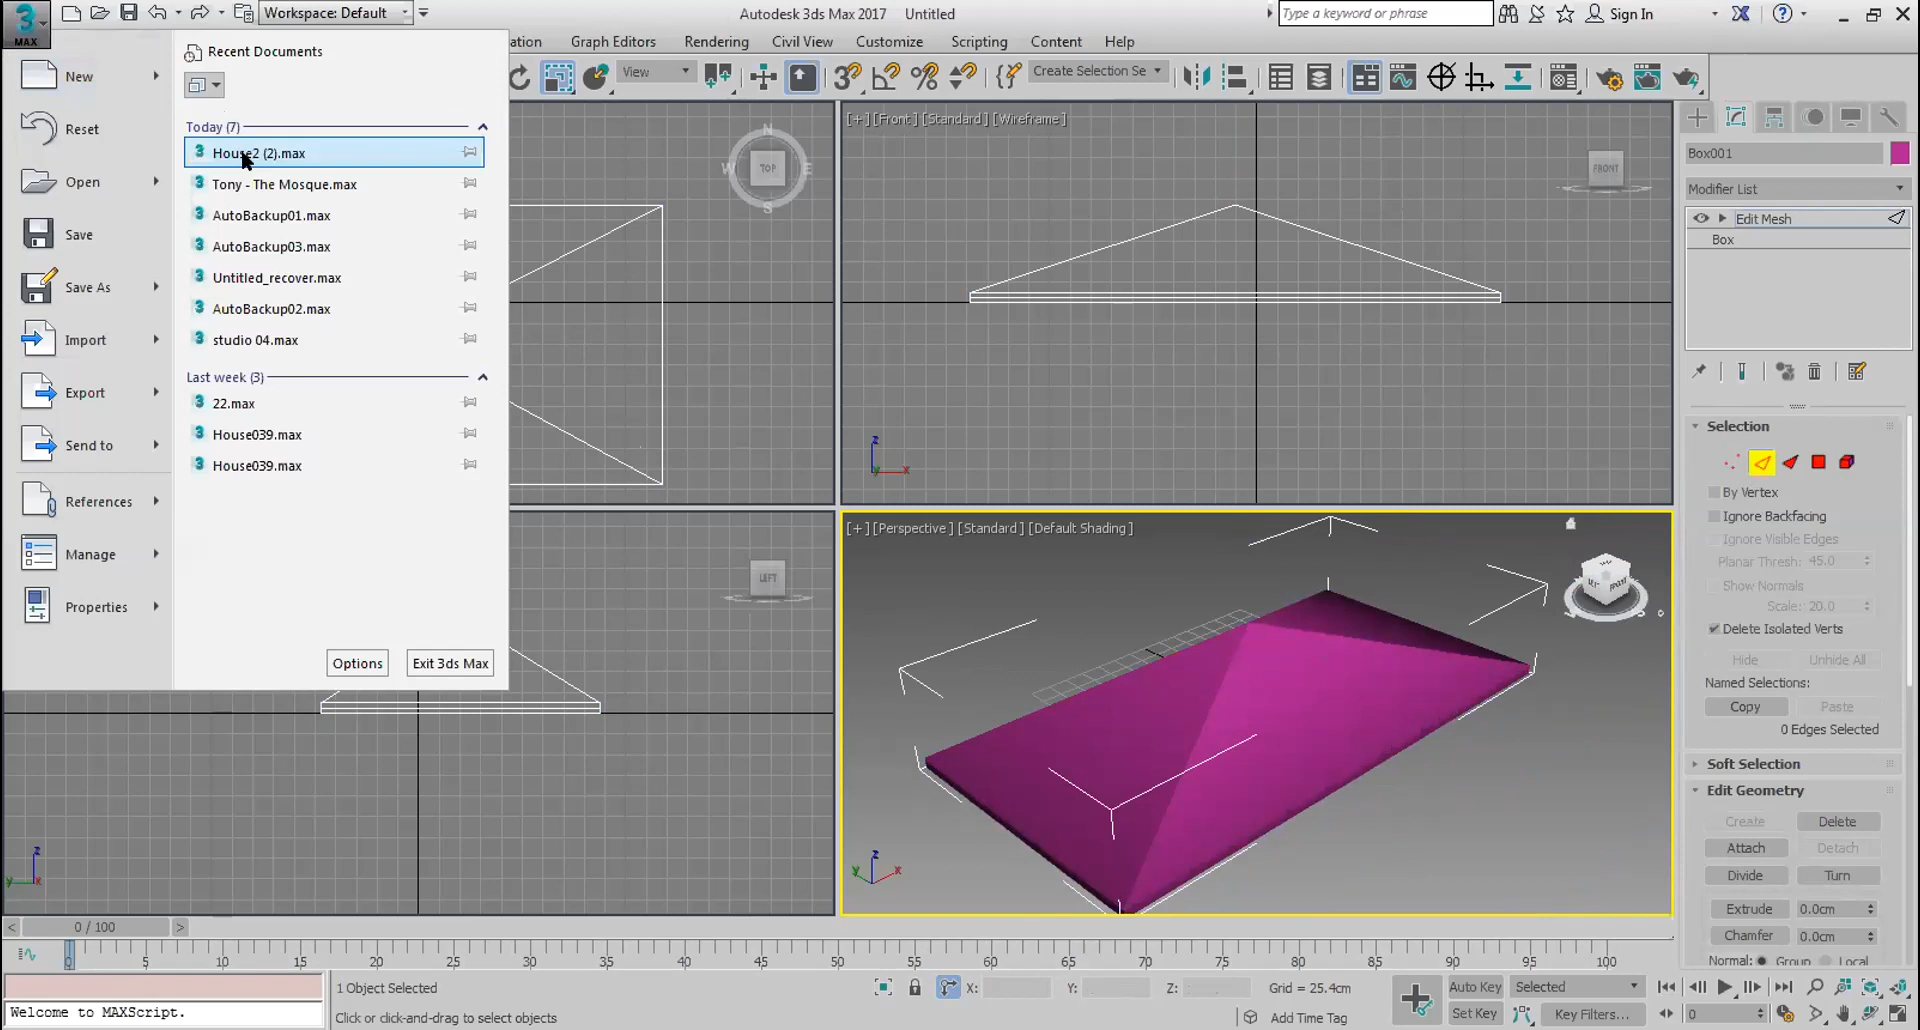 3
MAX
Workspace: Default
Autodesk 3ds Max 2017 Untitled
Type a keyword or phrase
Sign In
ation Graph Editors Rendering Civil View Customize Scripting Content Help
View
Create Selection Se
Recent Documents
New
Reset
Open
Save
Save As
Import
Export
Send to
References
Manage
Properties
Today (7)
House2 (2).max
Tony - The Mosque.max
AutoBackup01.max
AutoBackup03.max
Untitled_recover.max
AutoBackup02.max
studio 04.max
Last week (3)
22.max
House039.max
House039.max
Options
Exit 3ds Max
N
W TOP E
S
[+] [Front] [Standard] [Wireframe]
FRONT
z
x
LEFT
z
y x
[+] [Perspective] [Standard] [Default Shading]
z
y x
Box001
Modifier List
Edit Mesh
Box
Selection
By Vertex
Ignore Backfacing
Ignore Visible Edges
Planar Thresh: 45.0
Show Normals
Scale: 20.0
Delete Isolated Verts
Hide Unhide All
Named Selections:
Copy Paste
0 Edges Selected
Soft Selection
Edit Geometry
Create Delete
Attach Detach
Divide Turn
Extrude 0.0cm
Chamfer 0.0cm
Normal: Group Local
< 0 / 100 >
0 5 10 15 20 25 30 35 40 45 50 55 60 65 70 75 80 85 90 95 100
Welcome to MAXScript.
1 Object Selected
Click or click-and-drag to select objects
X: Y: Z: Grid = 25.4cm
Add Time Tag
Auto Key Selected
Set Key Key Filters...
0